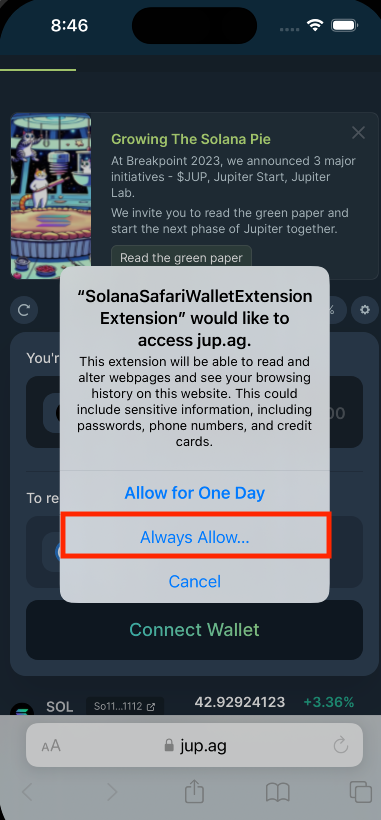 8:46
Growing The Solana Pie
At Breakpoint 2023, we announced 3 major
initiatives - $JUP, Jupiter Start, Jupiter
Lab.
We invite you to read the green paper and
start the next phase of Jupiter together.
Read the green paper
“SolanaSafariWalletExtension
Extension” would like to
access jup.ag.
%
This extension will be able to read and
alter webpages and see your browsing
history on this website. This could
include sensitive information, including
passwords, phone numbers, and credit
cards.
You'r
00
Allow for One Day
To re
Always Allow...
Cancel
Connect Wallet
SOL So11...1112 42.92924123 +3.36%
AA jup.ag